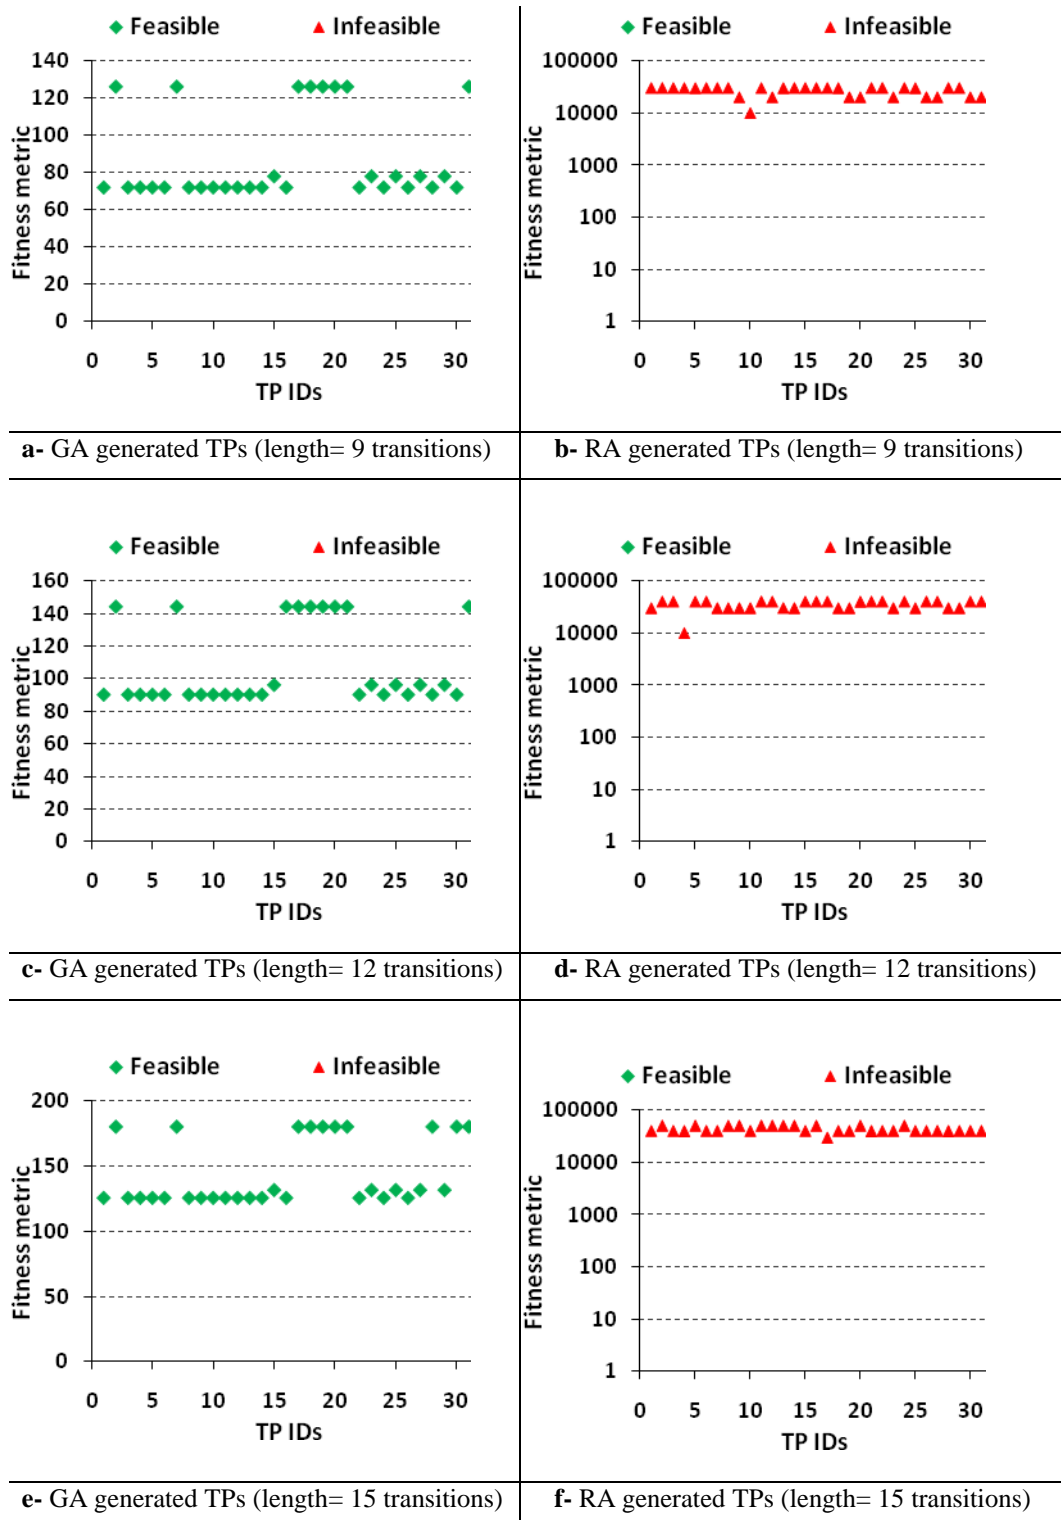 Feasible Infeasible
140
120
100
80
60
40
20
0
Fitness metric
0 5 10 15 20 25 30
TP IDs
a- GA generated TPs (length= 9 transitions)
Feasible Infeasible
100000
10000
1000
100
10
1
Fitness metric
0 5 10 15 20 25 30
TP IDs
b- RA generated TPs (length= 9 transitions)
Feasible Infeasible
160
140
120
100
80
60
40
20
0
Fitness metric
0 5 10 15 20 25 30
TP IDs
c- GA generated TPs (length= 12 transitions)
Feasible Infeasible
100000
10000
1000
100
10
1
Fitness metric
0 5 10 15 20 25 30
TP IDs
d- RA generated TPs (length= 12 transitions)
Feasible Infeasible
200
150
100
50
0
Fitness metric
0 5 10 15 20 25 30
TP IDs
e- GA generated TPs (length= 15 transitions)
Feasible Infeasible
100000
10000
1000
100
10
1
Fitness metric
0 5 10 15 20 25 30
TP IDs
f- RA generated TPs (length= 15 transitions)